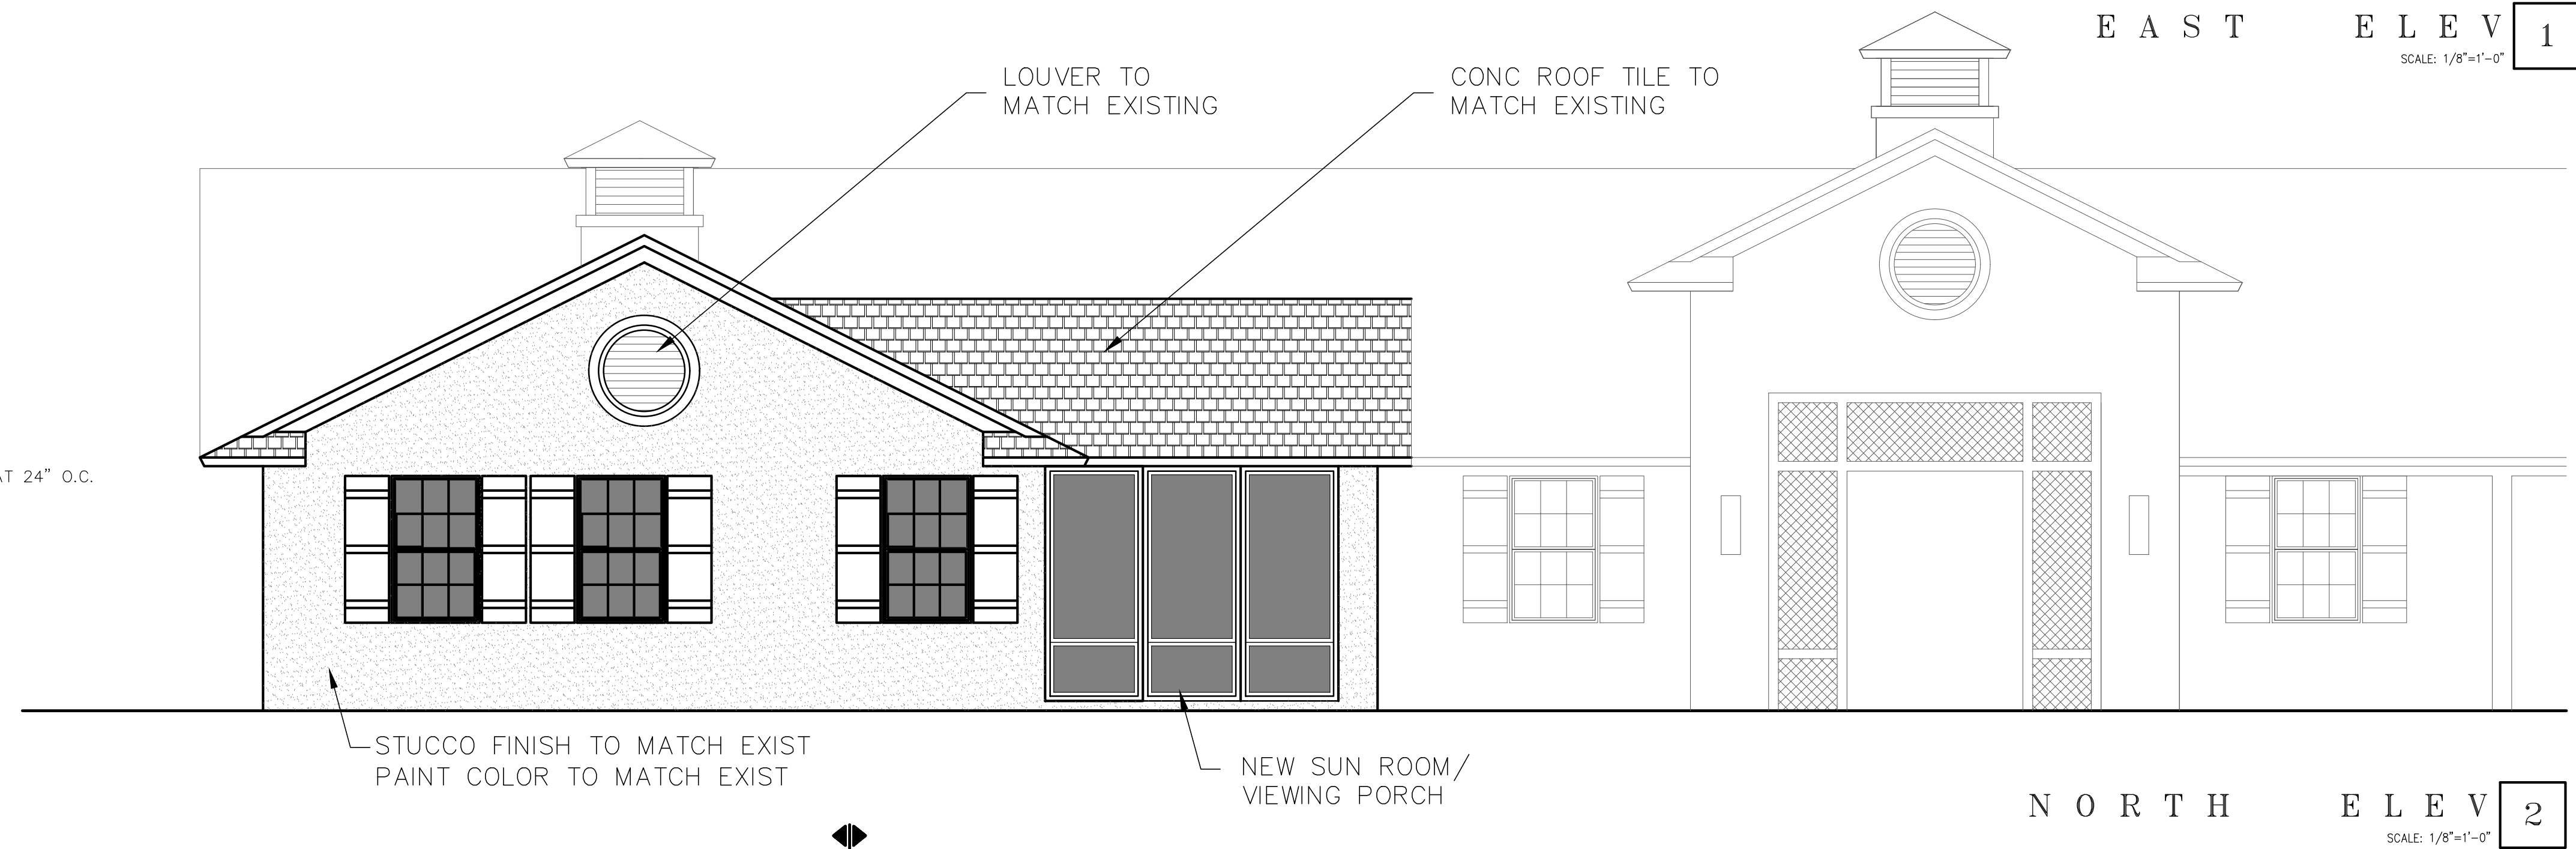 EAST ELEV 1
SCALE: 1/8"=1'-0"
LOUVER TO
MATCH EXISTING
CONC ROOF TILE TO
MATCH EXISTING
AT 24" O.C.
STUCCO FINISH TO MATCH EXIST
PAINT COLOR TO MATCH EXIST
NEW SUN ROOM/
VIEWING PORCH
NORTH ELEV 2
SCALE: 1/8"=1'-0"